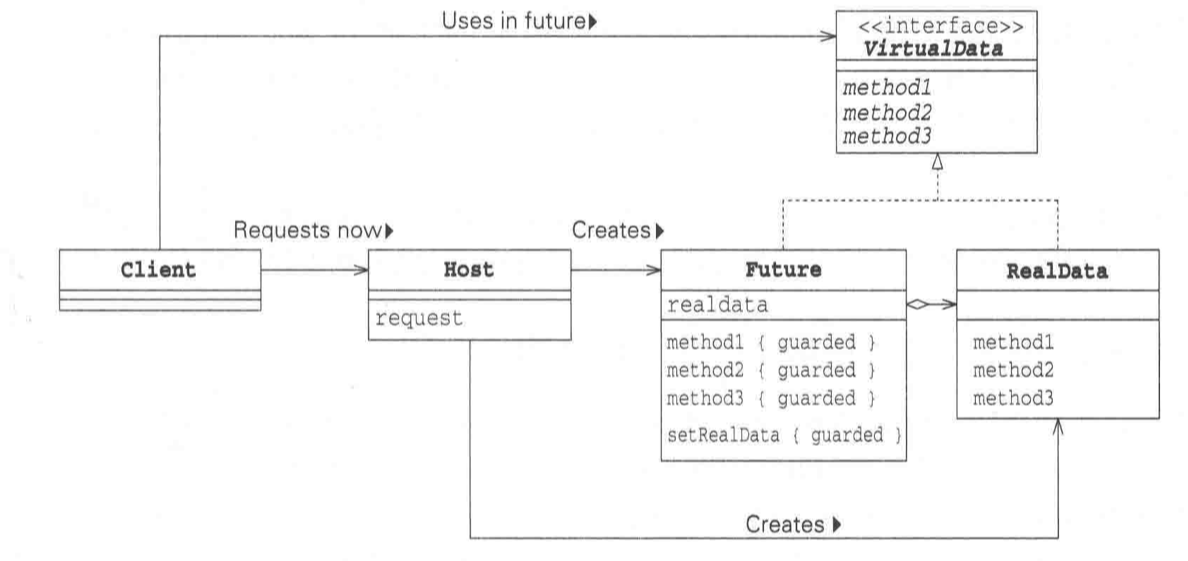 Uses in future▶
<<interface>>
VirtualData
method1
method2
method3
Requests now▶
Creates▶
Client
Host
request
Future
realdata
method1 { guarded }
method2 { guarded }
method3 { guarded }
setRealData { guarded }
RealData
method1
method2
method3
Creates ▶